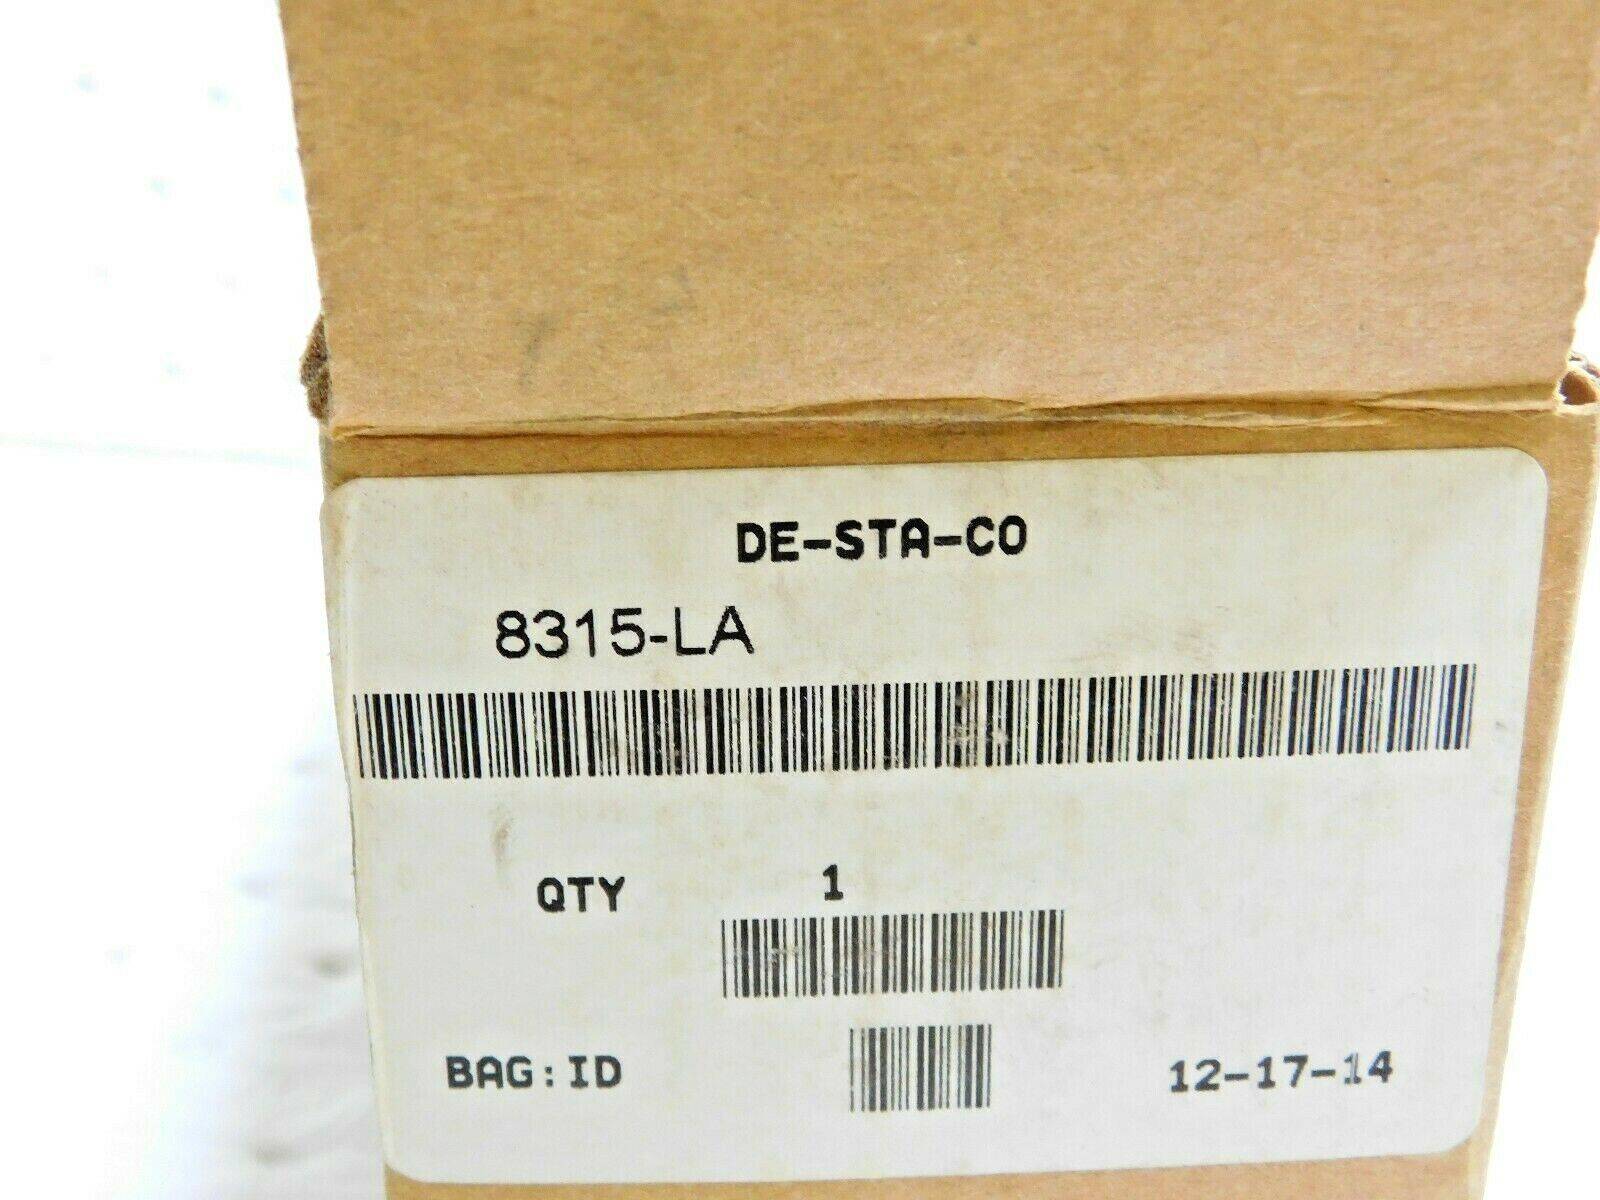 DE-STA-CO
8315-LA
QTY 1
BAG:ID 12-17-14